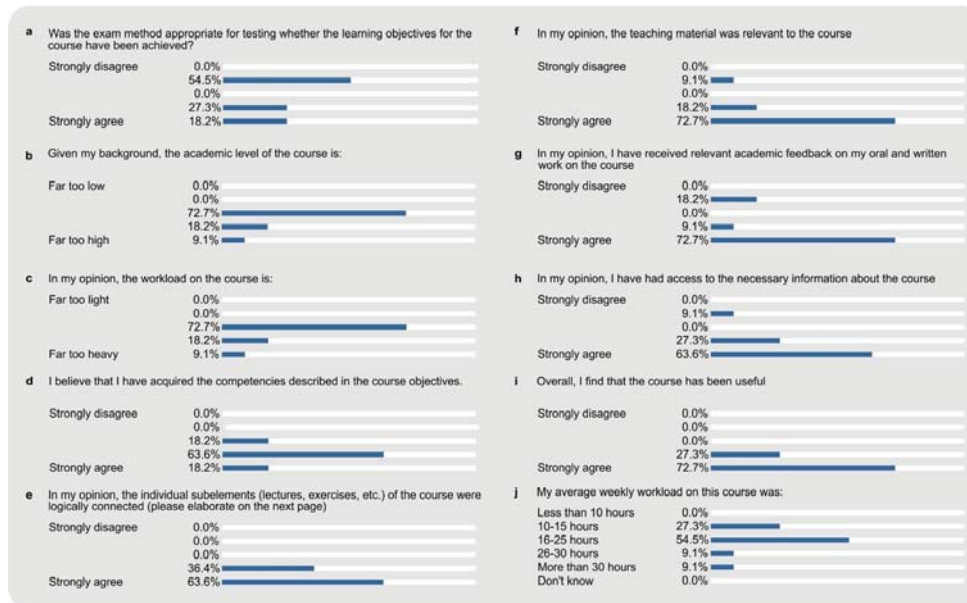 a Was the exam method appropriate for testing whether the learning objectives for the
course have been achieved?
Strongly disagree 0.0%
54.5%
0.0%
27.3%
Strongly agree 18.2%
b Given my background, the academic level of the course is:
Far too low 0.0%
0.0%
72.7%
18.2%
Far too high 9.1%
c In my opinion, the workload on the course is:
Far too light 0.0%
0.0%
72.7%
18.2%
Far too heavy 9.1%
d I believe that I have acquired the competencies described in the course objectives.
Strongly disagree 0.0%
0.0%
18.2%
63.6%
Strongly agree 18.2%
e In my opinion, the individual subelements (lectures, exercises, etc.) of the course were
logically connected (please elaborate on the next page)
Strongly disagree 0.0%
0.0%
0.0%
36.4%
Strongly agree 63.6%
f In my opinion, the teaching material was relevant to the course
Strongly disagree 0.0%
9.1%
0.0%
18.2%
Strongly agree 72.7%
g In my opinion, I have received relevant academic feedback on my oral and written
work on the course
Strongly disagree 0.0%
18.2%
0.0%
9.1%
Strongly agree 72.7%
h In my opinion, I have had access to the necessary information about the course
Strongly disagree 0.0%
9.1%
0.0%
27.3%
Strongly agree 63.6%
i Overall, I find that the course has been useful
Strongly disagree 0.0%
0.0%
0.0%
27.3%
Strongly agree 72.7%
j My average weekly workload on this course was:
Less than 10 hours 0.0%
10-15 hours 27.3%
16-25 hours 54.5%
26-30 hours 9.1%
More than 30 hours 9.1%
Don't know 0.0%